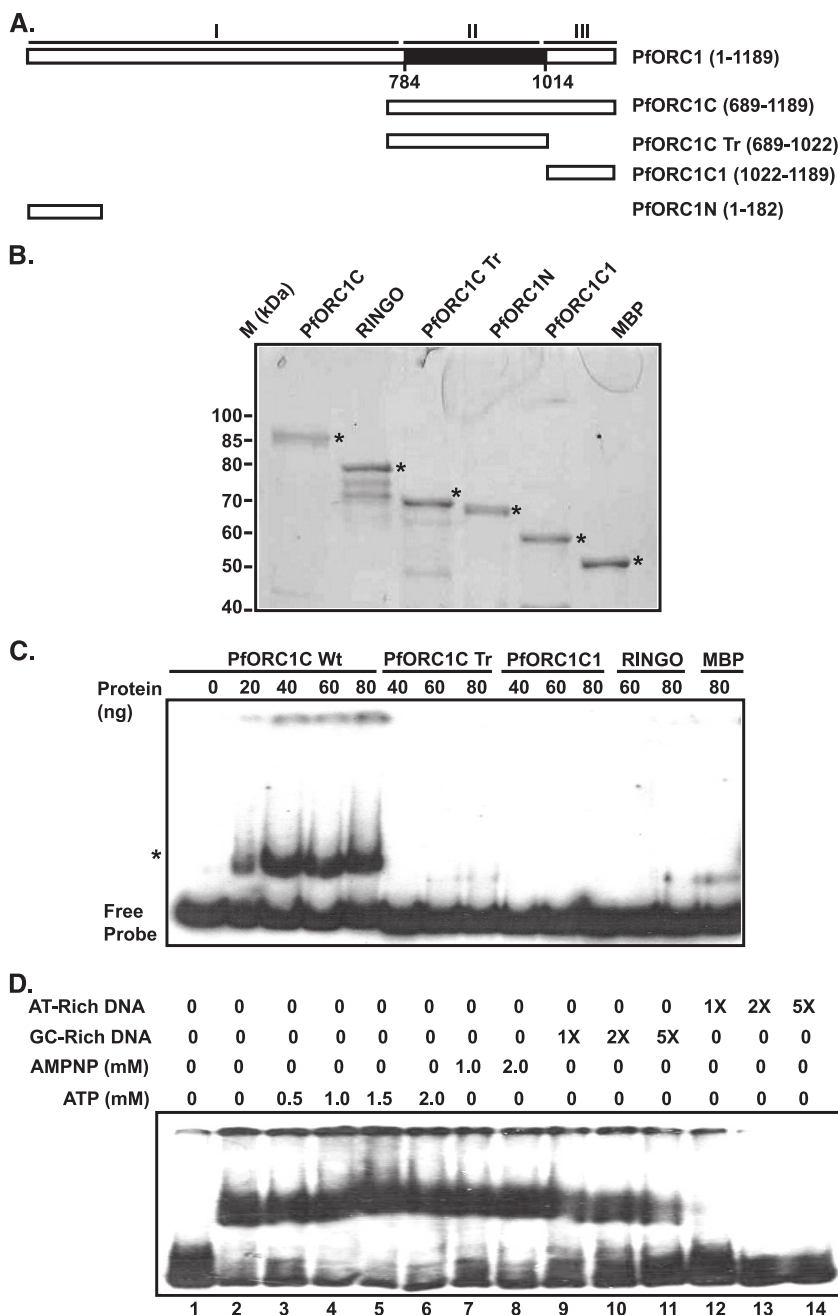 A.
I II III
PfORC1 (1-1189)
784 1014
PfORC1C (689-1189)
PfORC1C Tr (689-1022)
PfORC1C1 (1022-1189)
PfORC1N (1-182)
B.
M (kDa) PfORC1C RINGO PfORC1C Tr PfORC1N PfORC1C1 MBP
100
85 *
80 *
70 *
*
60 *
50 *
40
C.
PfORC1C Wt PfORC1C Tr PfORC1C1 RINGO MBP
Protein (ng) 0 20 40 60 80 40 60 80 40 60 80 60 80 80
*
Free
Probe
D.
AT-Rich DNA 0 0 0 0 0 0 0 0 0 0 0 1X 2X 5X
GC-Rich DNA 0 0 0 0 0 0 0 0 1X 2X 5X 0 0 0
AMPNP (mM) 0 0 0 0 0 0 1.0 2.0 0 0 0 0 0 0
ATP (mM) 0 0 0.5 1.0 1.5 2.0 0 0 0 0 0 0 0 0
1 2 3 4 5 6 7 8 9 10 11 12 13 14